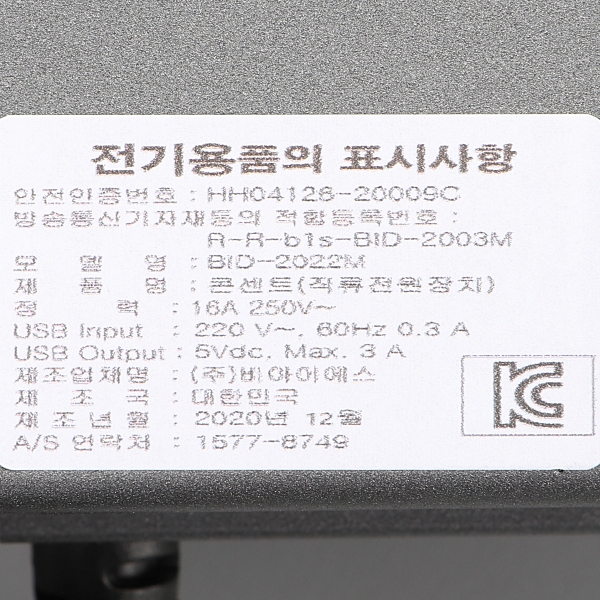 전기용품의 표시사항
안전인증번호 : HH04128-20009C
방송통신기자재등의 적합등록번호 :
R-R-b1s-BID-2003M
모 델 명 : BID-2022M
제 품 명 : 콘센트(직류전원장치)
정 력 : 16A 250V~
USB Input : 220 V~, 60Hz 0.3 A
USB Output : 5Vdc, Max. 3 A
제조업체명 : (주)비아이에스
제 조 국 : 대한민국
제 조 년 월 : 2020년 12월
A/S 연락처 : 1577-8749
KC